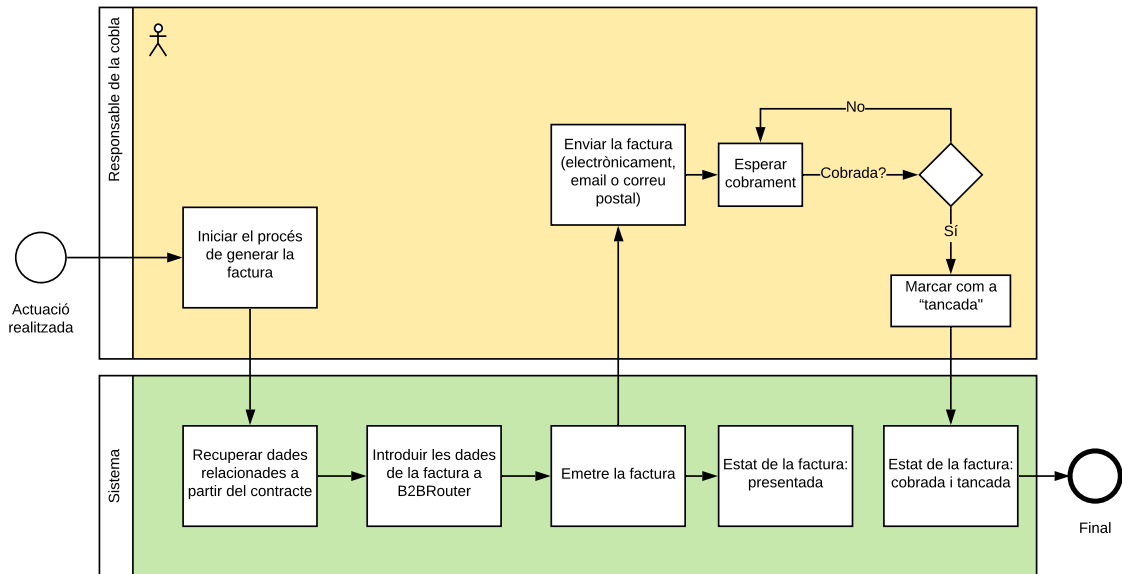 Responsable de la cobla
Actuació
realitzada
Iniciar el procés
de generar la
factura
Enviar la factura
(electrònicament,
email o correu
postal)
Esperar
cobrament
Cobrada?
No
Sí
Marcar com a
“tancada"
Sistema
Recuperar dades
relacionades a
partir del contracte
Introduir les dades
de la factura a
B2BRouter
Emetre la factura
Estat de la factura:
presentada
Estat de la factura:
cobrada i tancada
Final